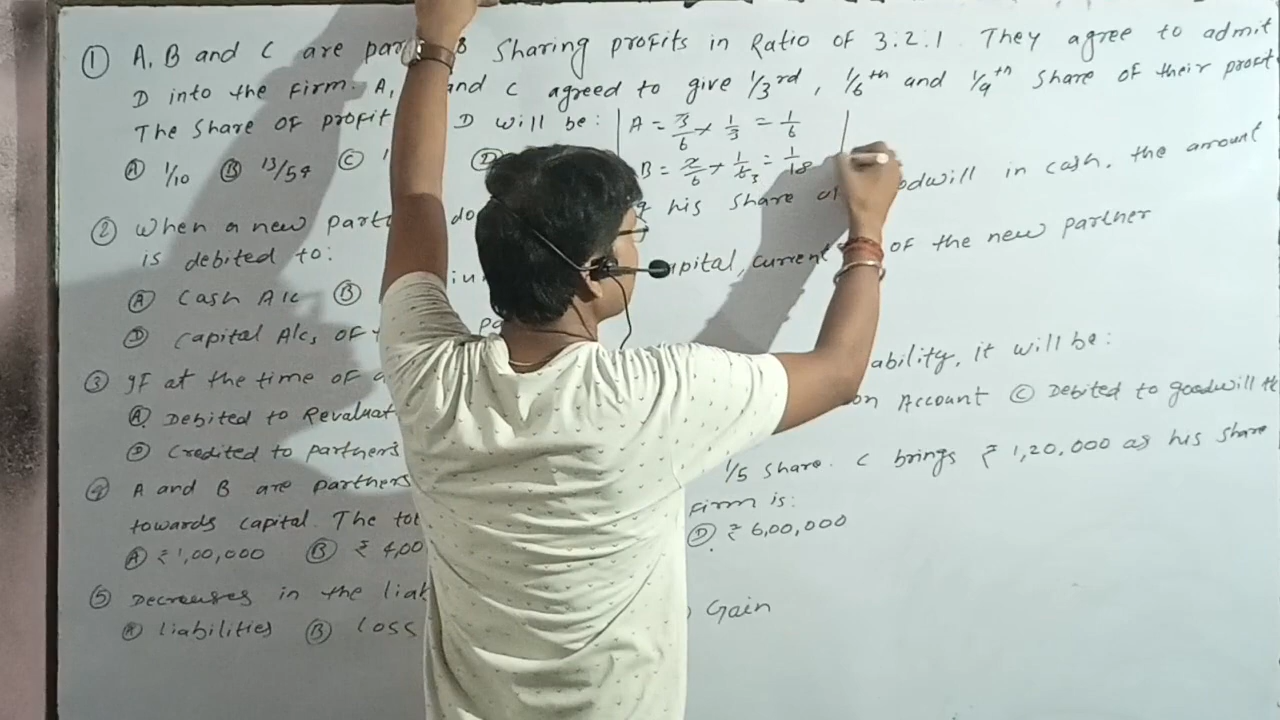 ① A, B and C are par s Sharing profits in Ratio of 3:2:1. They agree to admit
D into the firm. A, and C agreed to give 1/3rd, 1/6th and 1/9th share of their profit
The share of profit D will be: A = 3/6 × 1/3 = 1/6
Ⓐ 1/10 Ⓑ 13/54 Ⓒ Ⓓ B = 2/6 × 1/6 3 = 1/18
② When a new part do g his share of oodwill in cash. the amount
is debited to:
Ⓐ Cash A/c Ⓑ ium apital, current of the new partner
Ⓓ Capital A/cs of t pa
③ If at the time of a ability, it will be:
Ⓐ Debited to Revaluat on Account Ⓒ Debited to goodwill
Ⓓ Credited to partners
④ A and B are partners 1/5 share. C brings ₹ 1,20,000 as his share
towards capital. The tot firm is:
Ⓐ ₹ 1,00,000 Ⓑ ₹ 4,00 Ⓓ ₹ 6,00,000
⑤ Decreases in the liab
Ⓐ liabilities Ⓑ Loss Gain